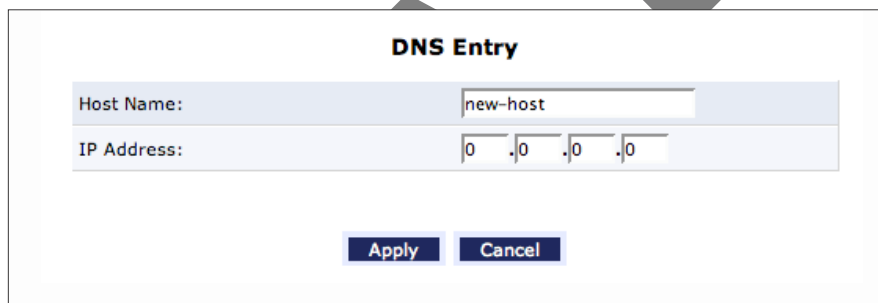 DNS Entry
Host Name: new-host
IP Address: 0 .0 .0 .0
Apply Cancel